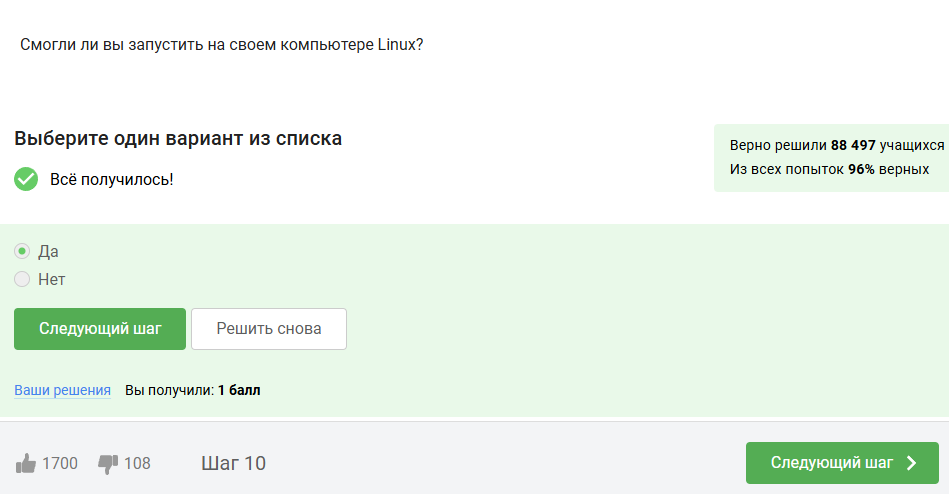 Смогли ли вы запустить на своем компьютере Linux?
Выберите один вариант из списка
Верно решили 88 497 учащихся
Из всех попыток 96% верных
Всё получилось!
Да
Нет
Следующий шаг
Решить снова
Ваши решения Вы получили: 1 балл
1700 108 Шаг 10 Следующий шаг